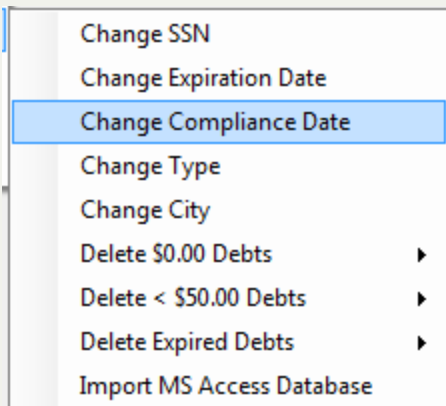 Change SSN
Change Expiration Date
Change Compliance Date
Change Type
Change City
Delete $0.00 Debts
Delete < $50.00 Debts
Delete Expired Debts
Import MS Access Database